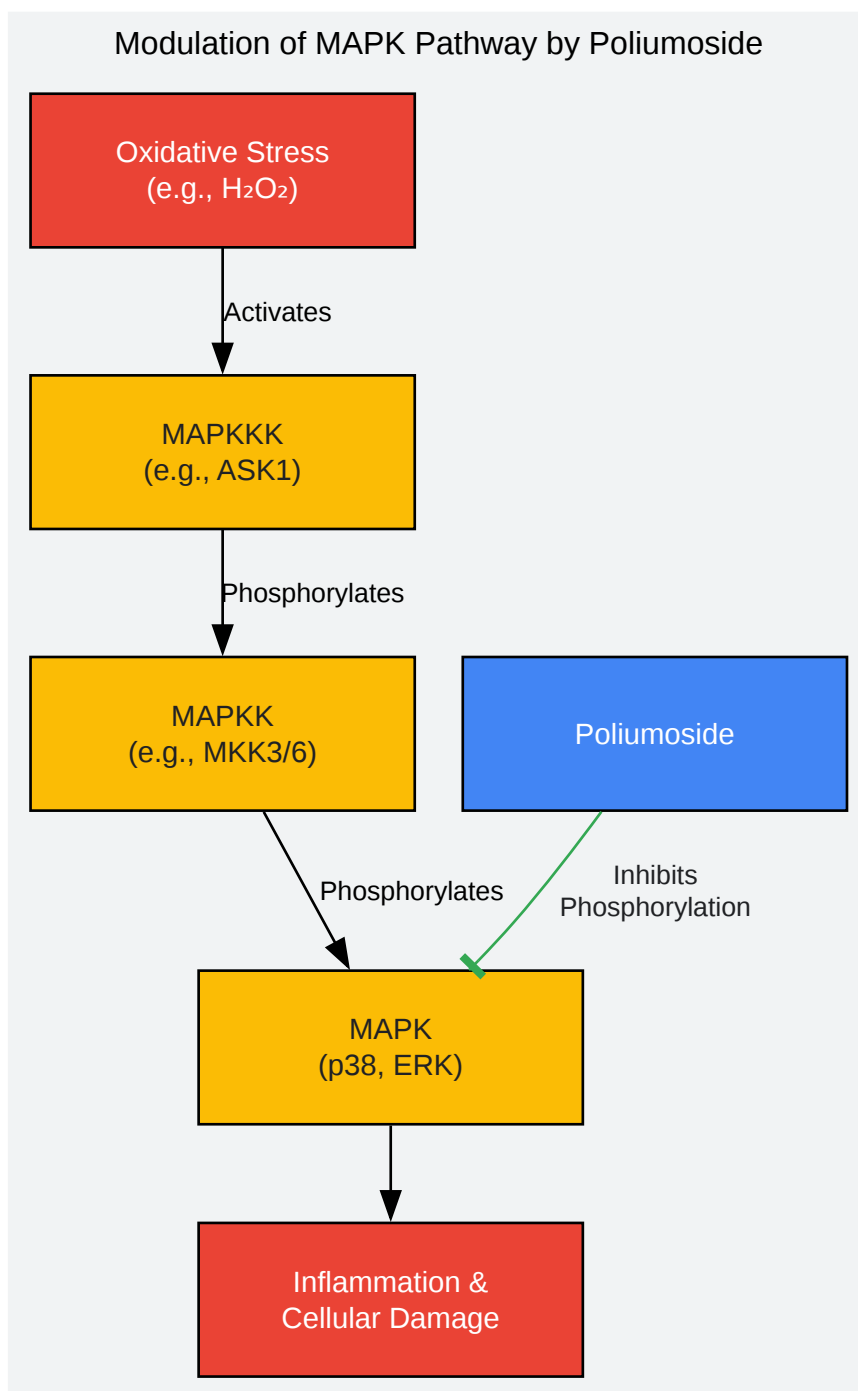 Modulation of MAPK Pathway by Poliumoside
Oxidative Stress
(e.g., H₂O₂)
Activates
MAPKKK
(e.g., ASK1)
Phosphorylates
MAPKK
(e.g., MKK3/6)
Poliumoside
Phosphorylates
Inhibits
Phosphorylation
MAPK
(p38, ERK)
Inflammation &
Cellular Damage